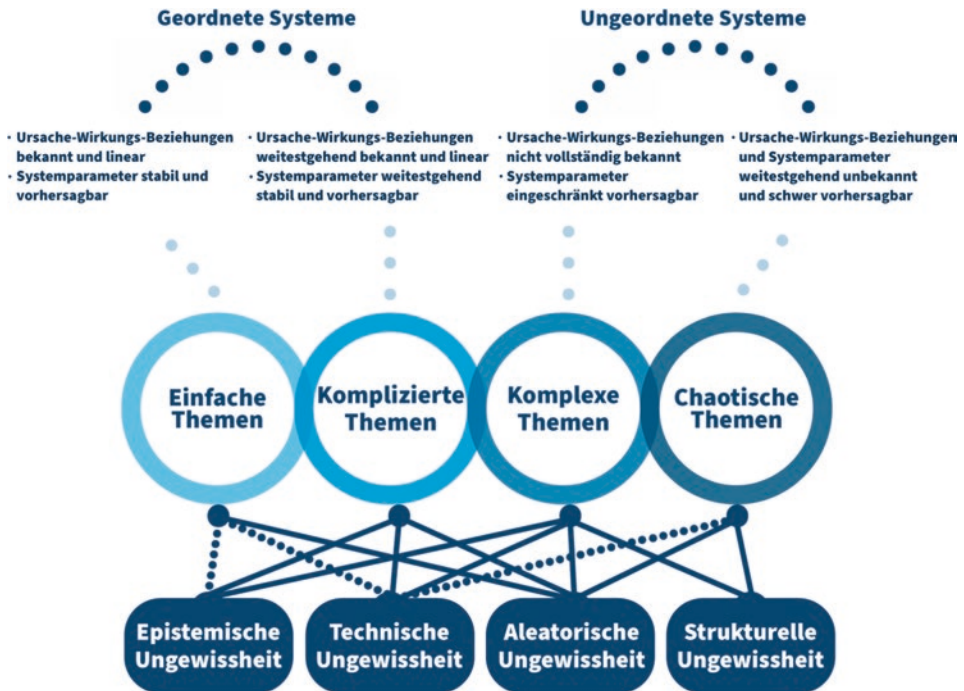 Geordnete Systeme
Ungeordnete Systeme
· Ursache-Wirkungs-Beziehungen
bekannt und linear
· Systemparameter stabil und
vorhersagbar
· Ursache-Wirkungs-Beziehungen
weitestgehend bekannt und linear
· Systemparameter weitestgehend
stabil und vorhersagbar
· Ursache-Wirkungs-Beziehungen
nicht vollständig bekannt
· Systemparameter
eingeschränkt vorhersagbar
· Ursache-Wirkungs-Beziehungen
und Systemparameter
weitestgehend unbekannt
und schwer vorhersagbar
Einfache
Themen
Komplizierte
Themen
Komplexe
Themen
Chaotische
Themen
Epistemische
Ungewissheit
Technische
Ungewissheit
Aleatorische
Ungewissheit
Strukturelle
Ungewissheit